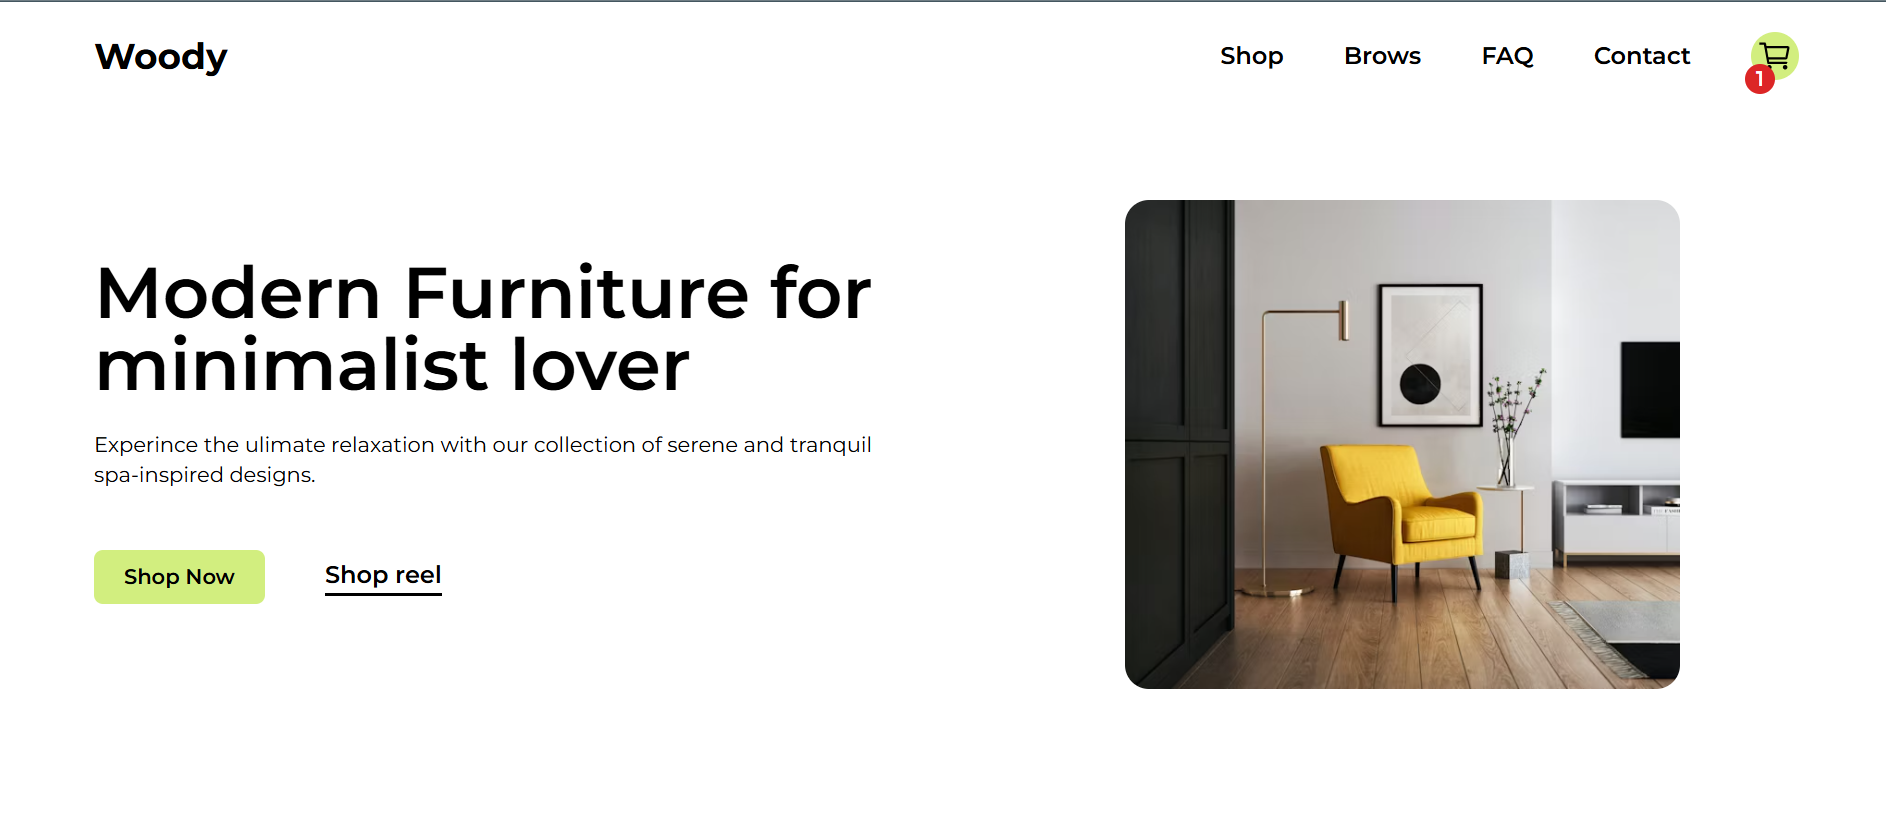 Woody
Shop
Brows
FAQ
Contact
1
Modern Furniture for
minimalist lover
Experince the ulimate relaxation with our collection of serene and tranquil
spa-inspired designs.
Shop Now
Shop reel